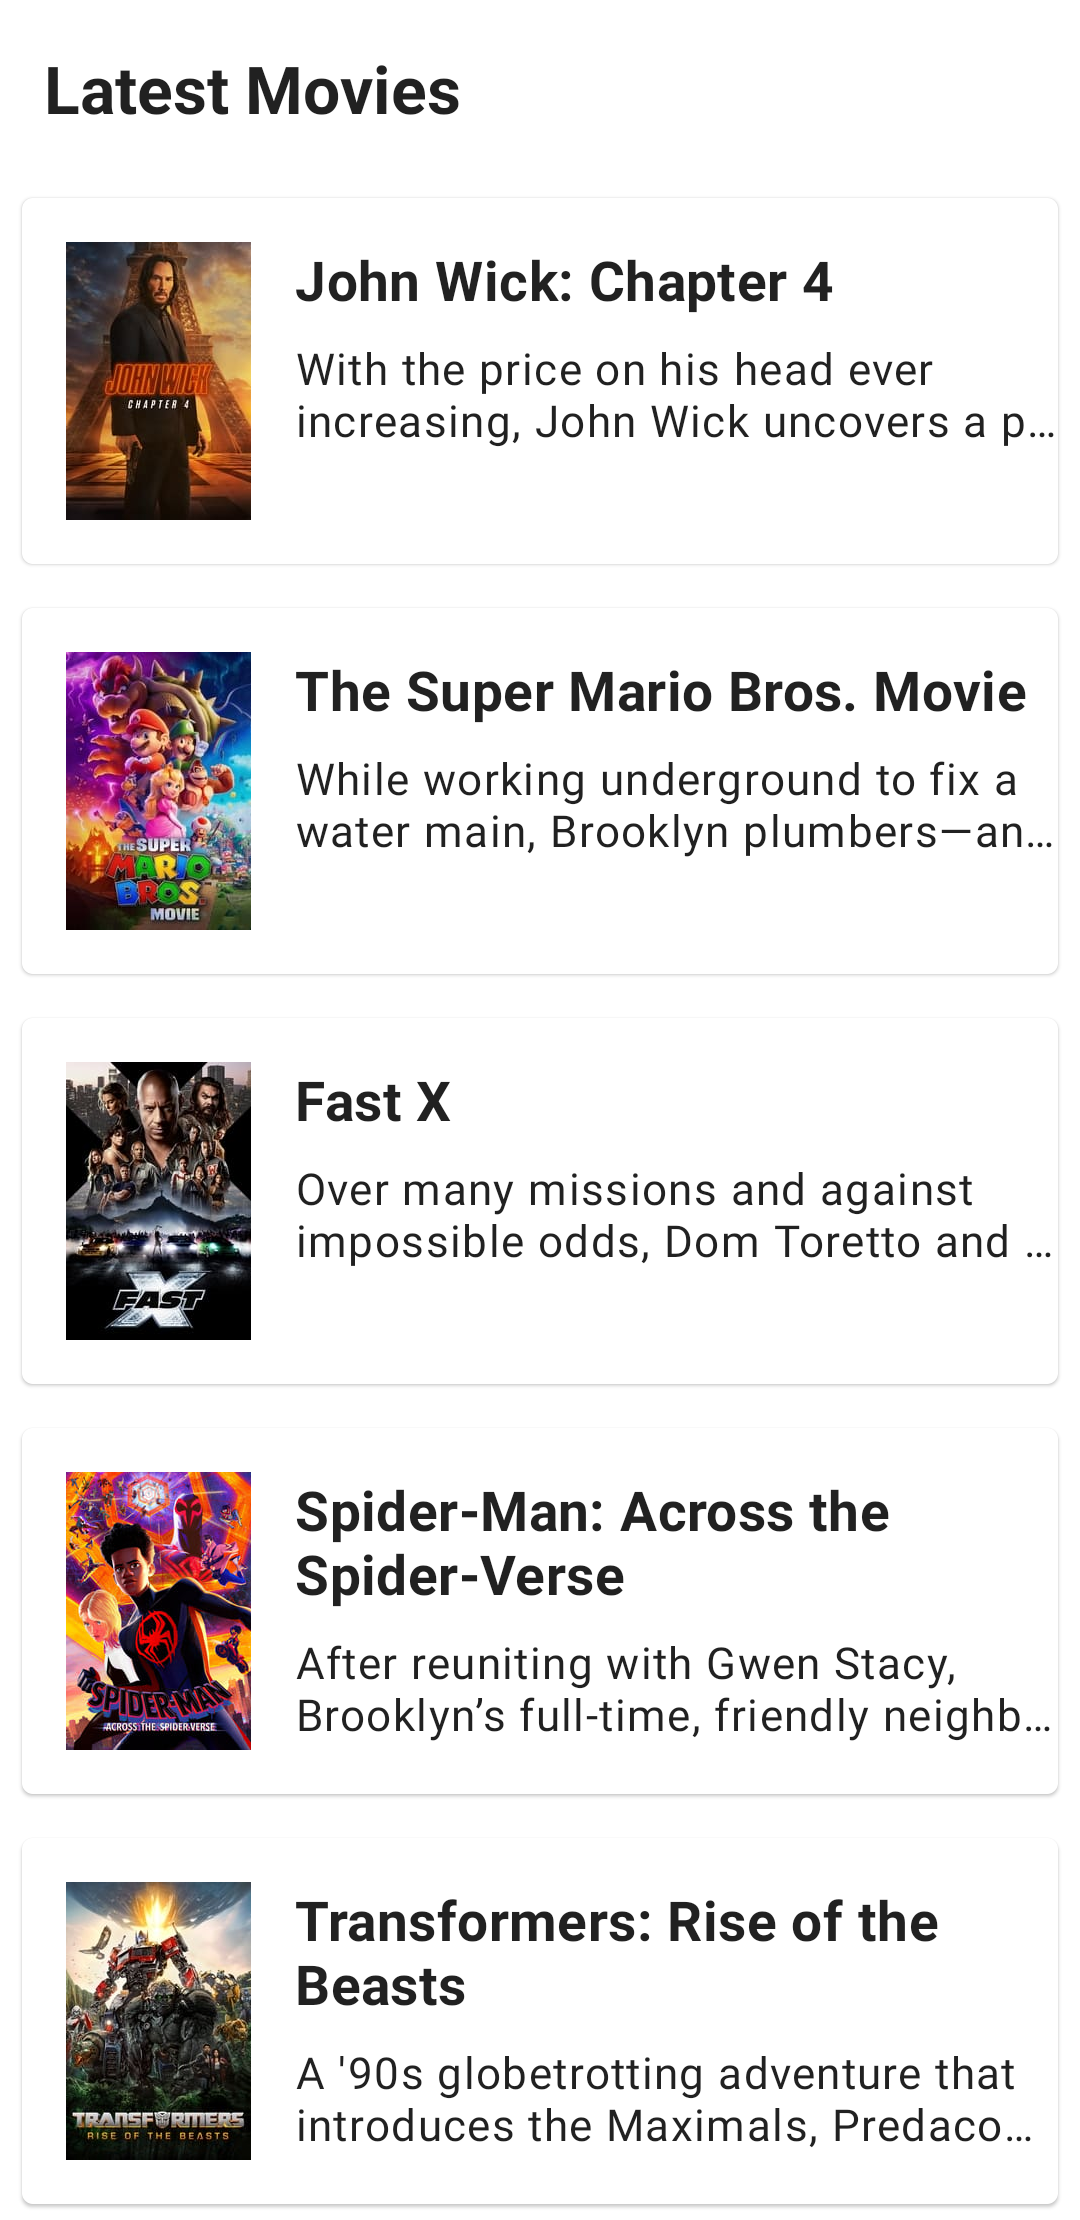 Latest Movies
John Wick: Chapter 4
With the price on his head ever
increasing, John Wick uncovers a p…
JOHN WICK
CHAPTER 4
The Super Mario Bros. Movie
While working underground to fix a
water main, Brooklyn plumbers—an…
THE SUPER
MARIO
BROS.
MOVIE
Fast X
Over many missions and against
impossible odds, Dom Toretto and …
FAST X
Spider-Man: Across the
Spider-Verse
After reuniting with Gwen Stacy,
Brooklyn’s full-time, friendly neighb…
SPIDER-MAN
ACROSS THE SPIDER-VERSE
Transformers: Rise of the
Beasts
A '90s globetrotting adventure that
introduces the Maximals, Predaco…
TRANSFORMERS
RISE OF THE BEASTS